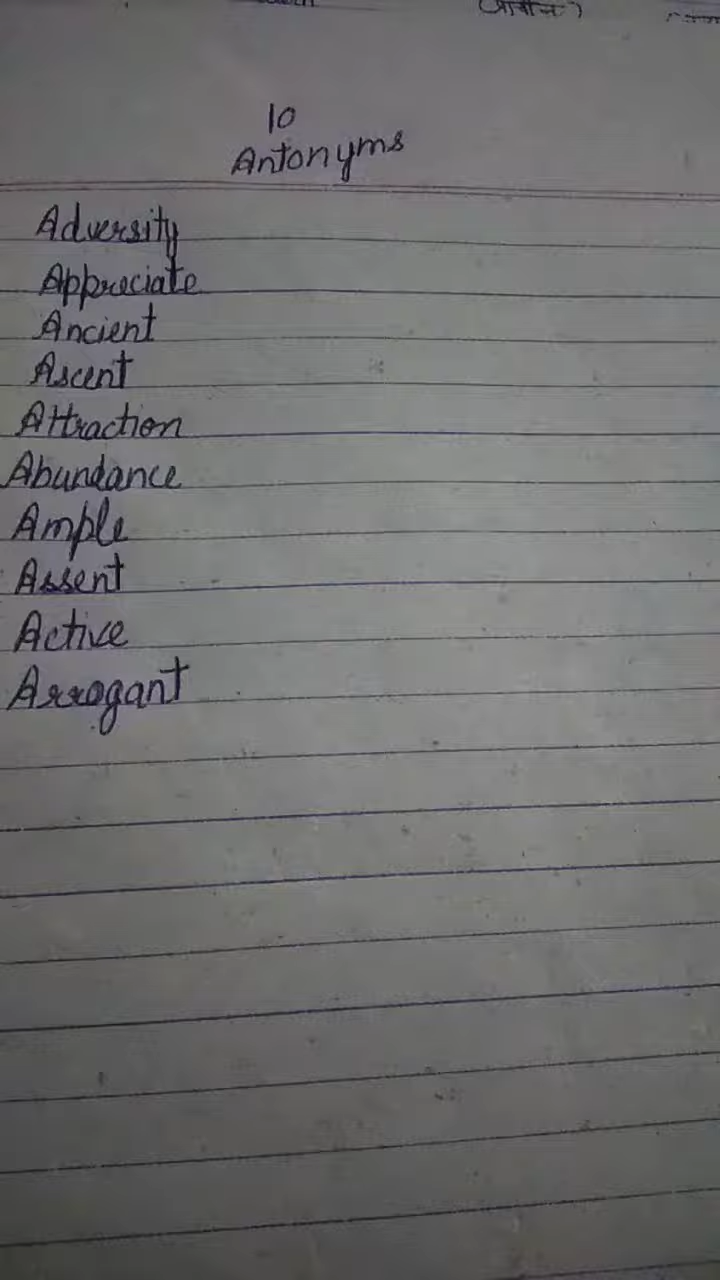 10
Antonyms
Adversity
Appreciate
Ancient
Ascent
Attraction
Abundance
Ample
Assent
Active
Arrogant